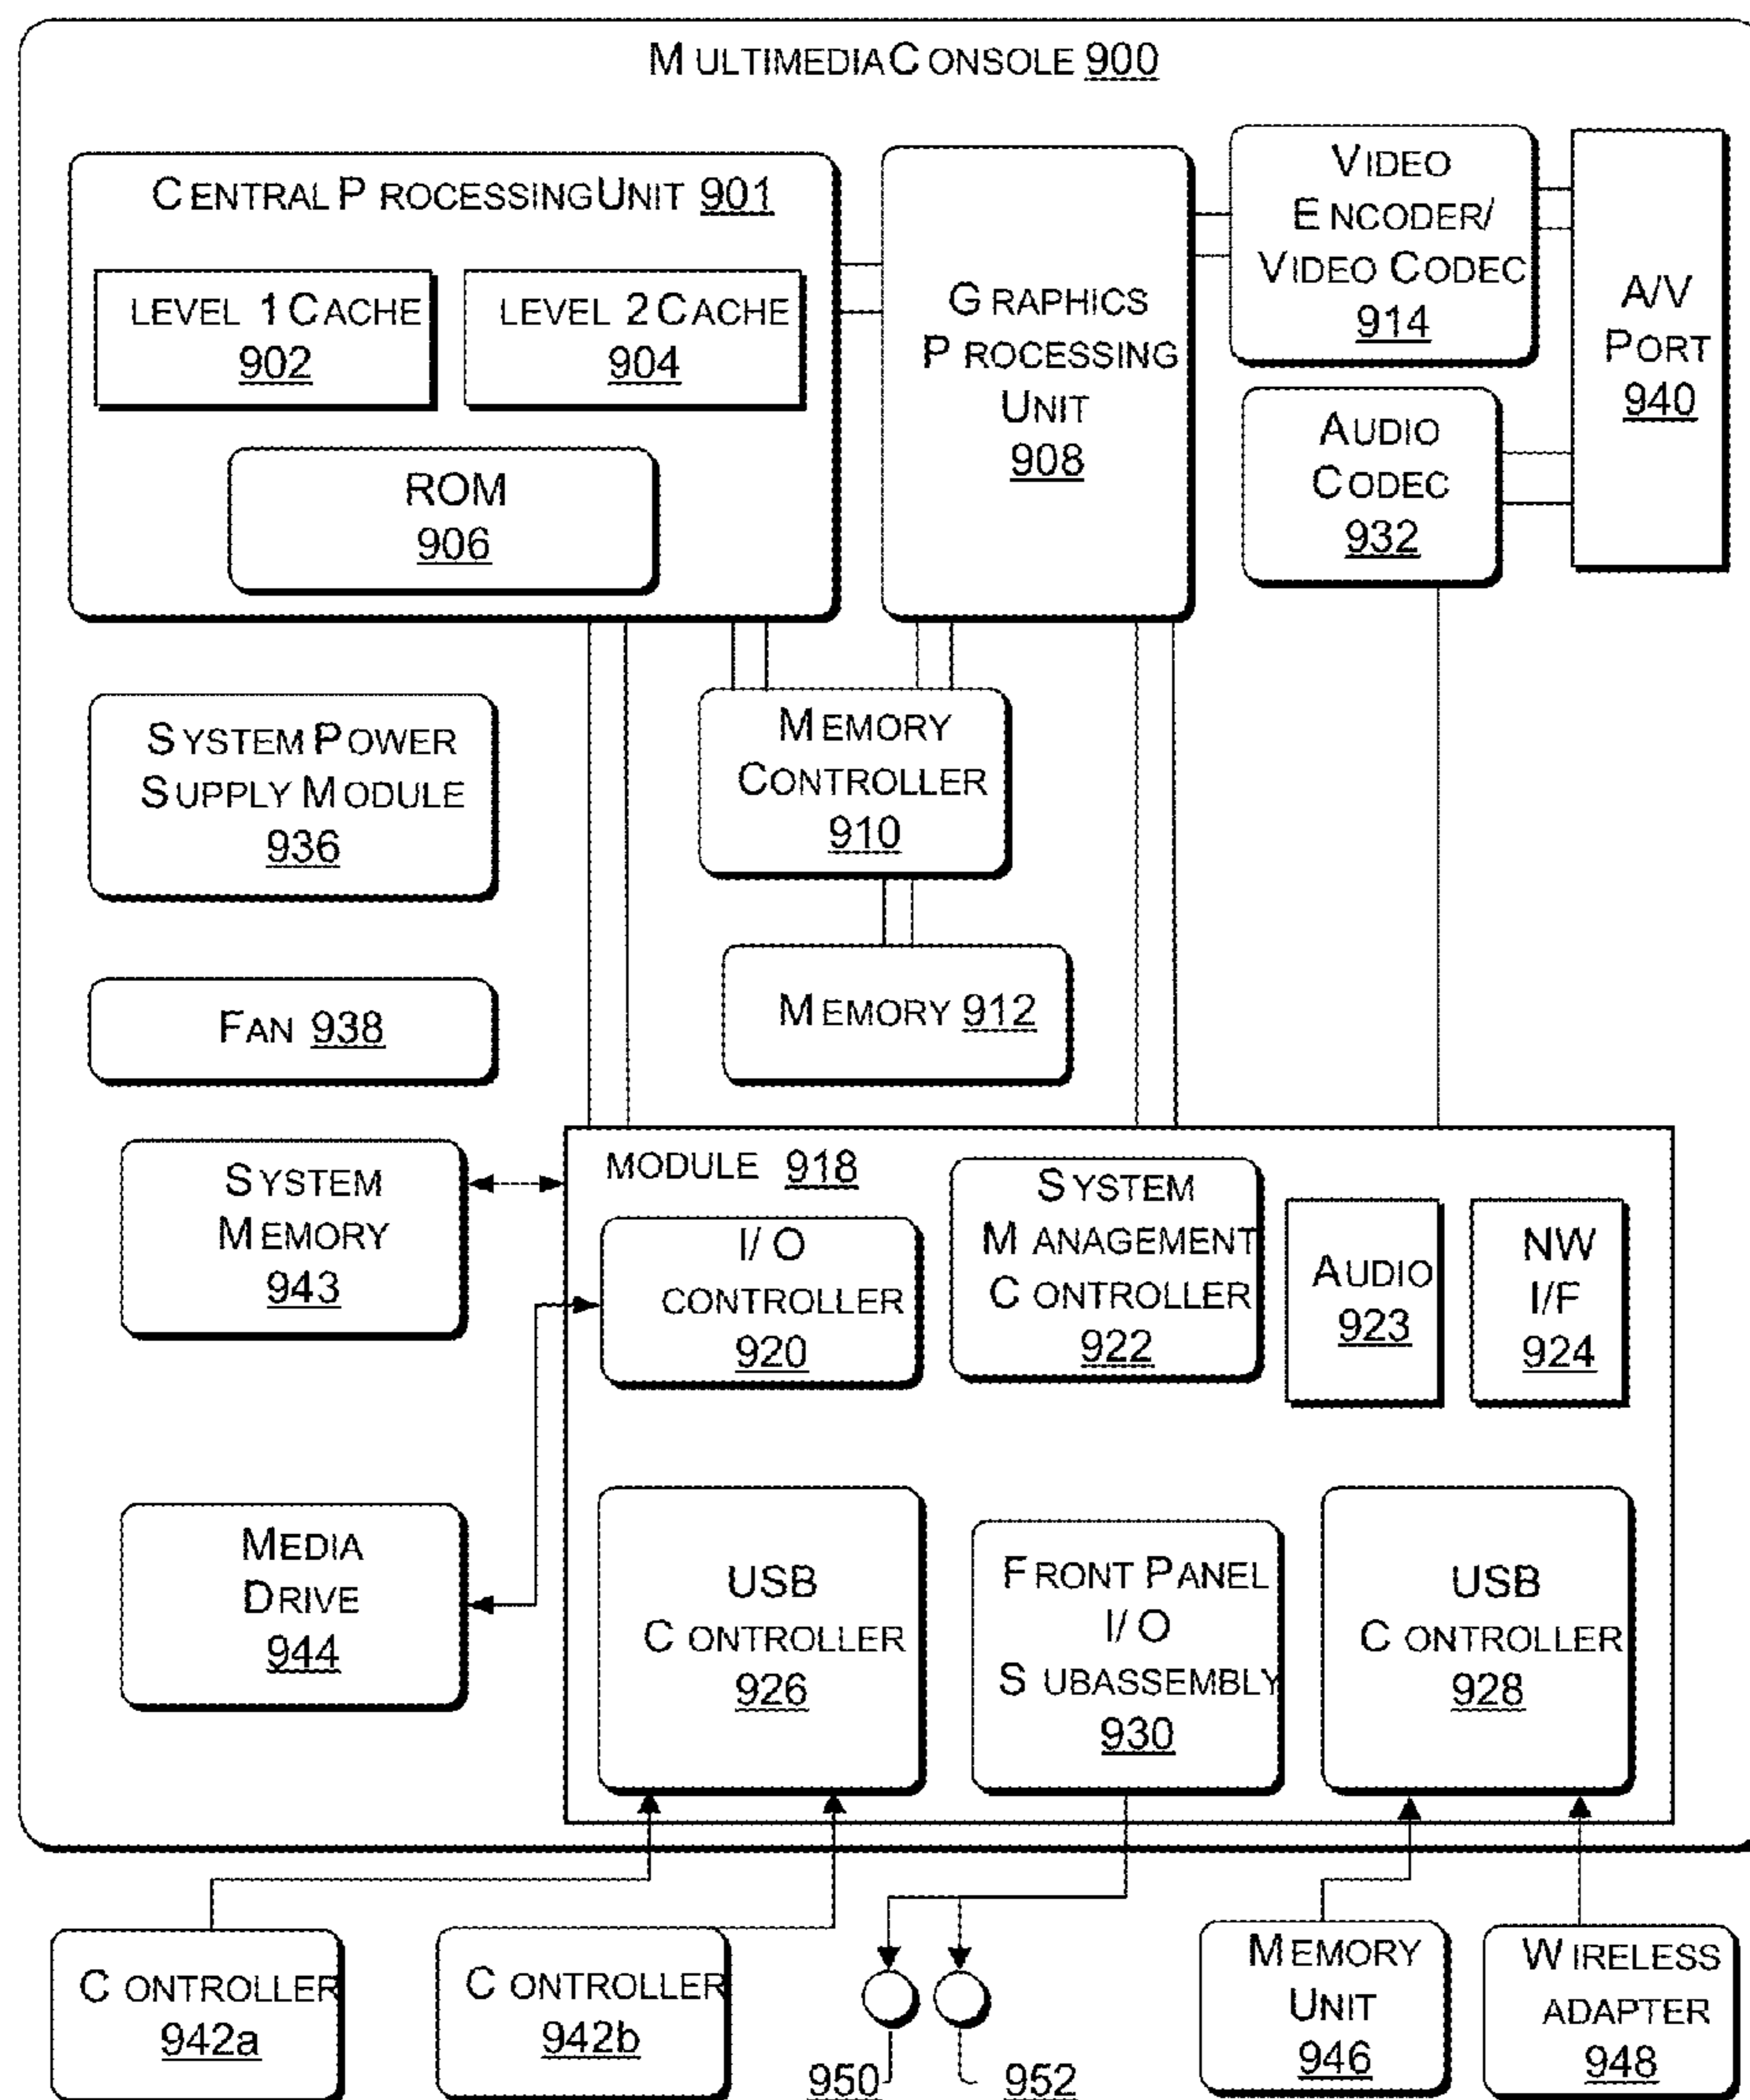 MULTIMEDIA CONSOLE 900
CENTRAL PROCESSING UNIT 901
LEVEL 1 CACHE
902
LEVEL 2 CACHE
904
ROM
906
GRAPHICS
PROCESSING
UNIT
908
VIDEO
ENCODER/
VIDEO CODEC
914
AUDIO
CODEC
932
A/V
PORT
940
SYSTEM POWER
SUPPLY MODULE
936
MEMORY
CONTROLLER
910
MEMORY 912
FAN 938
SYSTEM
MEMORY
943
MODULE 918
I/O
CONTROLLER
920
SYSTEM
MANAGEMENT
CONTROLLER
922
AUDIO
923
NW
I/F
924
MEDIA
DRIVE
944
USB
CONTROLLER
926
FRONT PANEL
I/O
SUBASSEMBLY
930
USB
CONTROLLER
928
CONTROLLER
942a
CONTROLLER
942b
950
952
MEMORY
UNIT
946
WIRELESS
ADAPTER
948